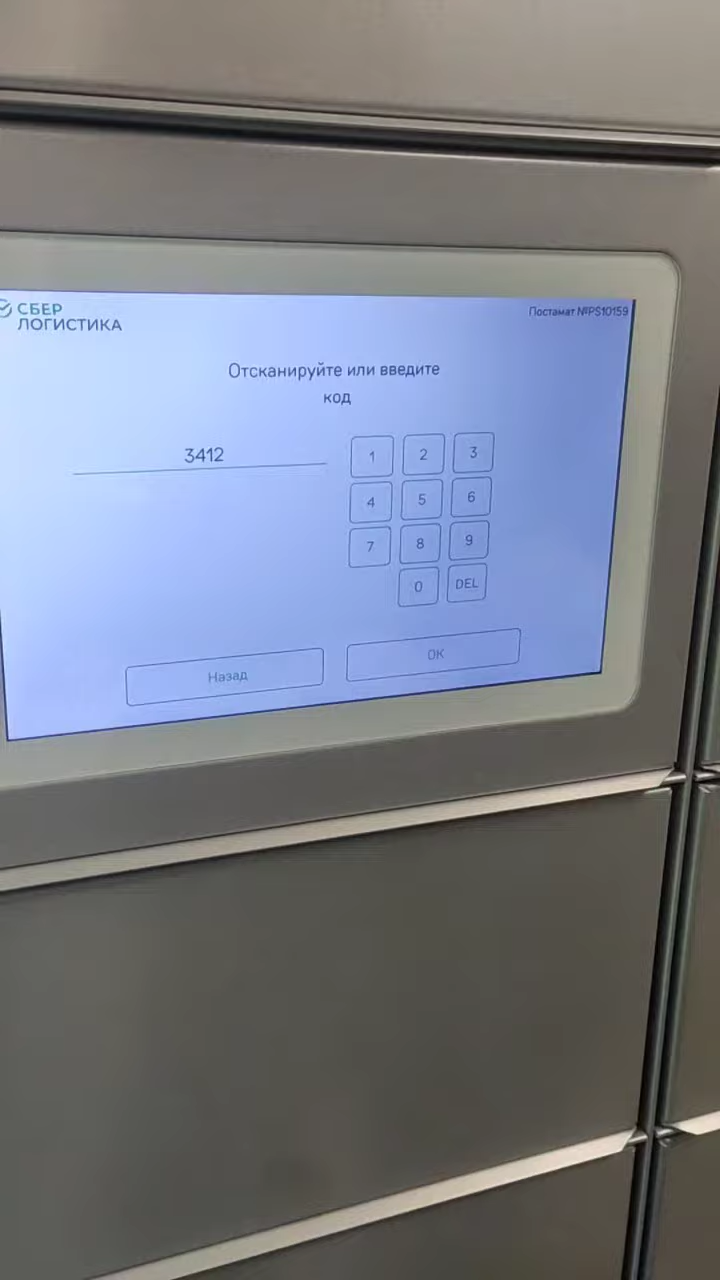 СБЕР
ЛОГИСТИКА
Постамат №PS10159
Отсканируйте или введите
код
3412
1 2 3
4 5 6
7 8 9
0 DEL
Назад OK